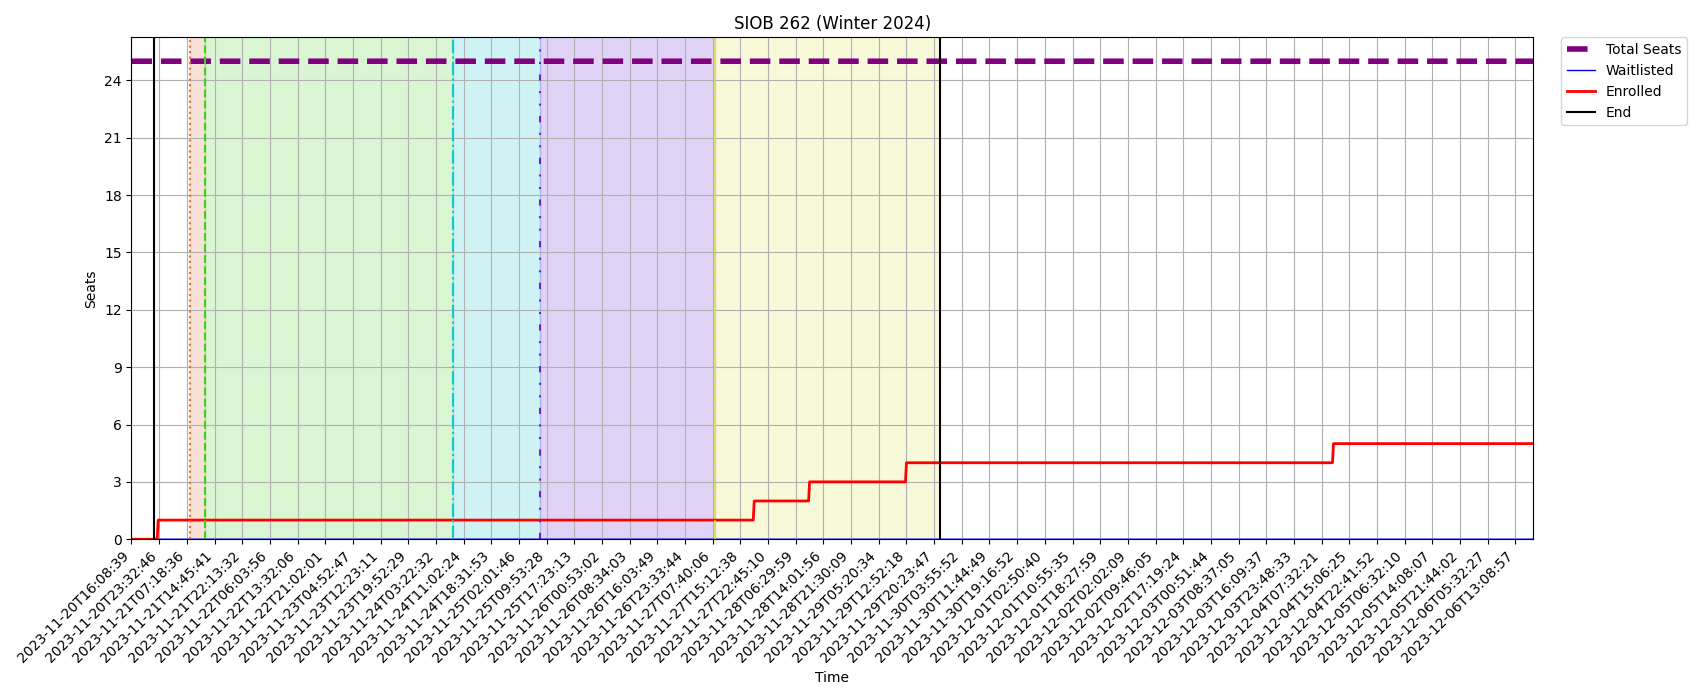 SIOB 262 (Winter 2024)
Total Seats
Waitlisted
Enrolled
End
Seats
24
21
18
15
12
9
6
3
0
2023-11-20T16:08:39
2023-11-20T23:32:46
2023-11-21T07:18:36
2023-11-21T14:45:41
2023-11-21T22:13:32
2023-11-22T06:03:56
2023-11-22T13:32:06
2023-11-22T21:02:01
2023-11-23T04:52:47
2023-11-23T12:23:11
2023-11-23T19:52:29
2023-11-24T03:22:32
2023-11-24T11:02:24
2023-11-24T18:31:53
2023-11-25T02:01:46
2023-11-25T09:53:28
2023-11-25T17:23:13
2023-11-26T00:53:02
2023-11-26T08:34:03
2023-11-26T16:03:49
2023-11-26T23:33:44
2023-11-27T07:40:06
2023-11-27T15:12:38
2023-11-27T22:45:10
2023-11-28T06:29:59
2023-11-28T14:01:56
2023-11-28T21:30:09
2023-11-29T05:20:34
2023-11-29T12:52:18
2023-11-29T20:23:47
2023-11-30T03:55:52
2023-11-30T11:44:49
2023-11-30T19:16:52
2023-12-01T02:50:40
2023-12-01T10:55:35
2023-12-01T18:27:59
2023-12-02T02:02:09
2023-12-02T09:46:05
2023-12-02T17:19:24
2023-12-03T00:51:44
2023-12-03T08:37:05
2023-12-03T16:09:37
2023-12-03T23:48:33
2023-12-04T07:32:21
2023-12-04T15:06:25
2023-12-04T22:41:52
2023-12-05T06:32:10
2023-12-05T14:08:07
2023-12-05T21:44:02
2023-12-06T05:32:27
2023-12-06T13:08:57
Time